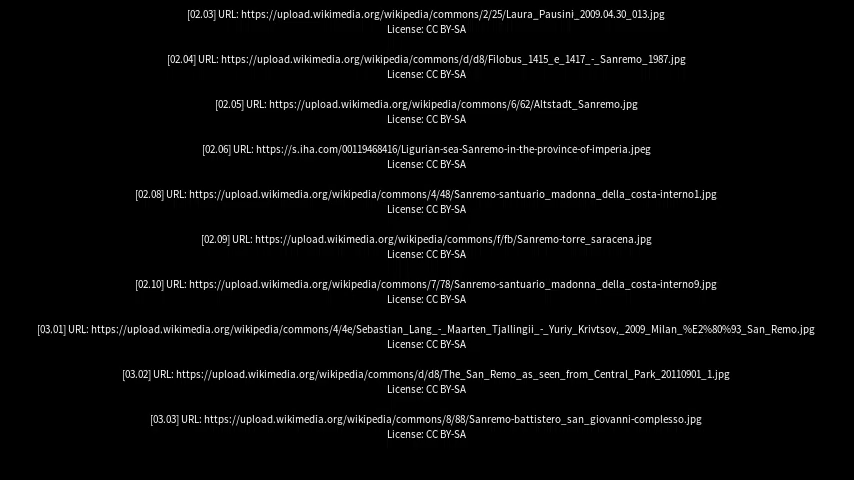 [02.03] URL: https://upload.wikimedia.org/wikipedia/commons/2/25/Laura_Pausini_2009.04.30_013.jpg
License: CC BY-SA
[02.04] URL: https://upload.wikimedia.org/wikipedia/commons/d/d8/Filobus_1415_e_1417_-_Sanremo_1987.jpg
License: CC BY-SA
[02.05] URL: https://upload.wikimedia.org/wikipedia/commons/6/62/Altstadt_Sanremo.jpg
License: CC BY-SA
[02.06] URL: https://s.iha.com/00119468416/Ligurian-sea-Sanremo-in-the-province-of-imperia.jpeg
License: CC BY-SA
[02.08] URL: https://upload.wikimedia.org/wikipedia/commons/4/48/Sanremo-santuario_madonna_della_costa-interno1.jpg
License: CC BY-SA
[02.09] URL: https://upload.wikimedia.org/wikipedia/commons/f/fb/Sanremo-torre_saracena.jpg
License: CC BY-SA
[02.10] URL: https://upload.wikimedia.org/wikipedia/commons/7/78/Sanremo-santuario_madonna_della_costa-interno9.jpg
License: CC BY-SA
[03.01] URL: https://upload.wikimedia.org/wikipedia/commons/4/4e/Sebastian_Lang_-_Maarten_Tjallingii_-_Yuriy_Krivtsov,_2009_Milan_%E2%80%93_San_Remo.jpg
License: CC BY-SA
[03.02] URL: https://upload.wikimedia.org/wikipedia/commons/d/d8/The_San_Remo_as_seen_from_Central_Park_20110901_1.jpg
License: CC BY-SA
[03.03] URL: https://upload.wikimedia.org/wikipedia/commons/8/88/Sanremo-battistero_san_giovanni-complesso.jpg
License: CC BY-SA